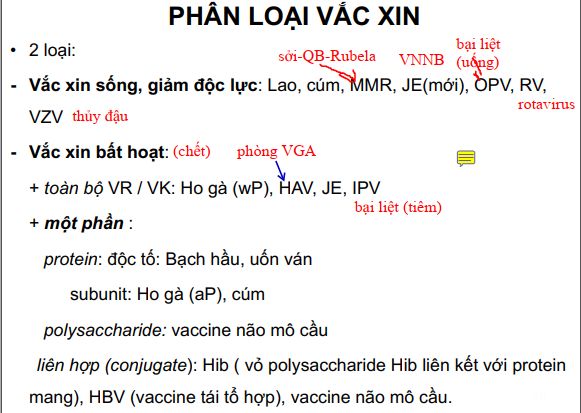 PHÂN LOẠI VẮC XIN
• 2 loại:
sởi-QB-Rubela VNNB bại liệt (uống)
- Vắc xin sống, giảm độc lực: Lao, cúm, MMR, JE(mới), OPV, RV,
rotavirus
VZV thủy đậu
- Vắc xin bất hoạt: (chết) phòng VGA
+ toàn bộ VR / VK: Ho gà (wP), HAV, JE, IPV
bại liệt (tiêm)
+ một phần :
protein: độc tố: Bạch hầu, uốn ván
subunit: Ho gà (aP), cúm
polysaccharide: vaccine não mô cầu
liên hợp (conjugate): Hib ( vỏ polysaccharide Hib liên kết với protein
mang), HBV (vaccine tái tổ hợp), vaccine não mô cầu.